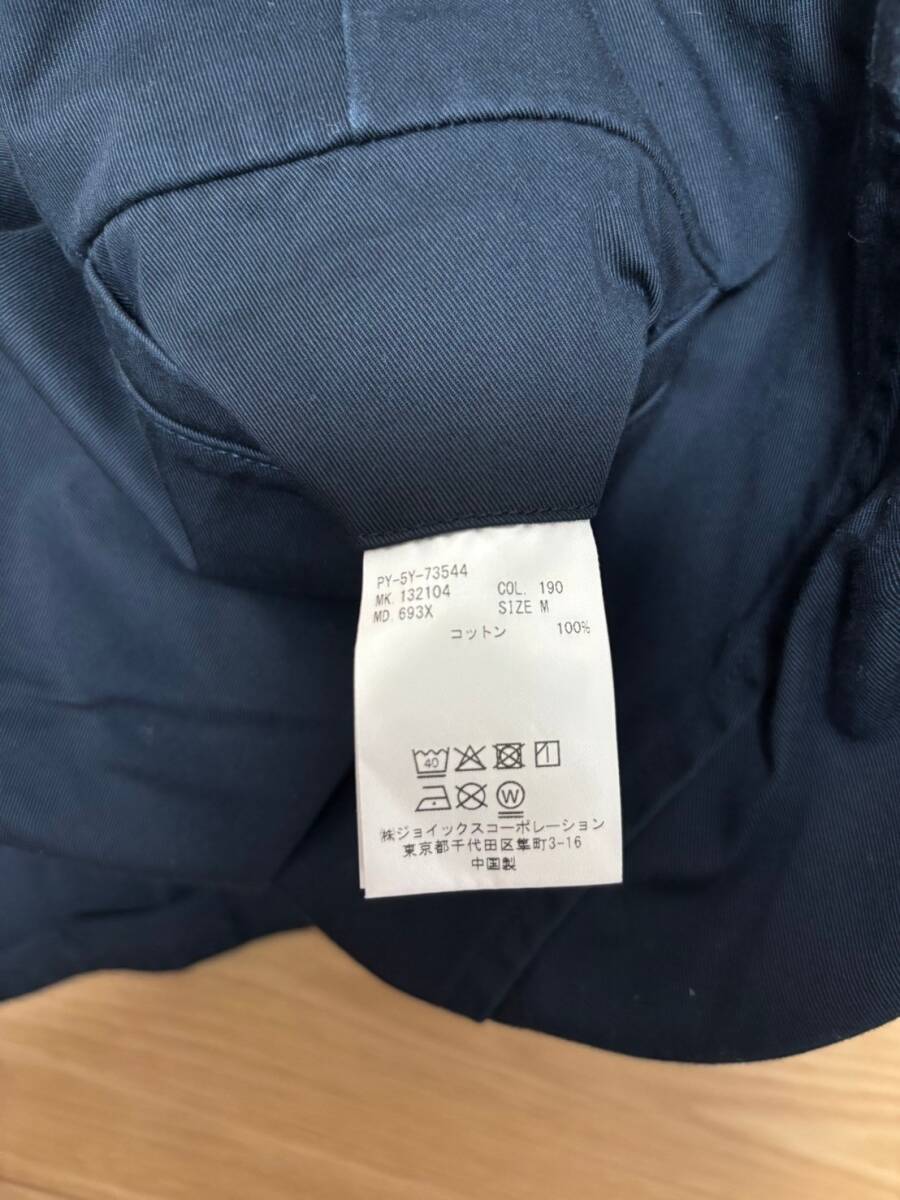 PY-5Y-73544
MK. 132104 COL. 190
MD. 693X SIZE M
コットン 100%
40
W
㈱ジョイックスコーポレーション
東京都千代田区隼町3-16
中国製